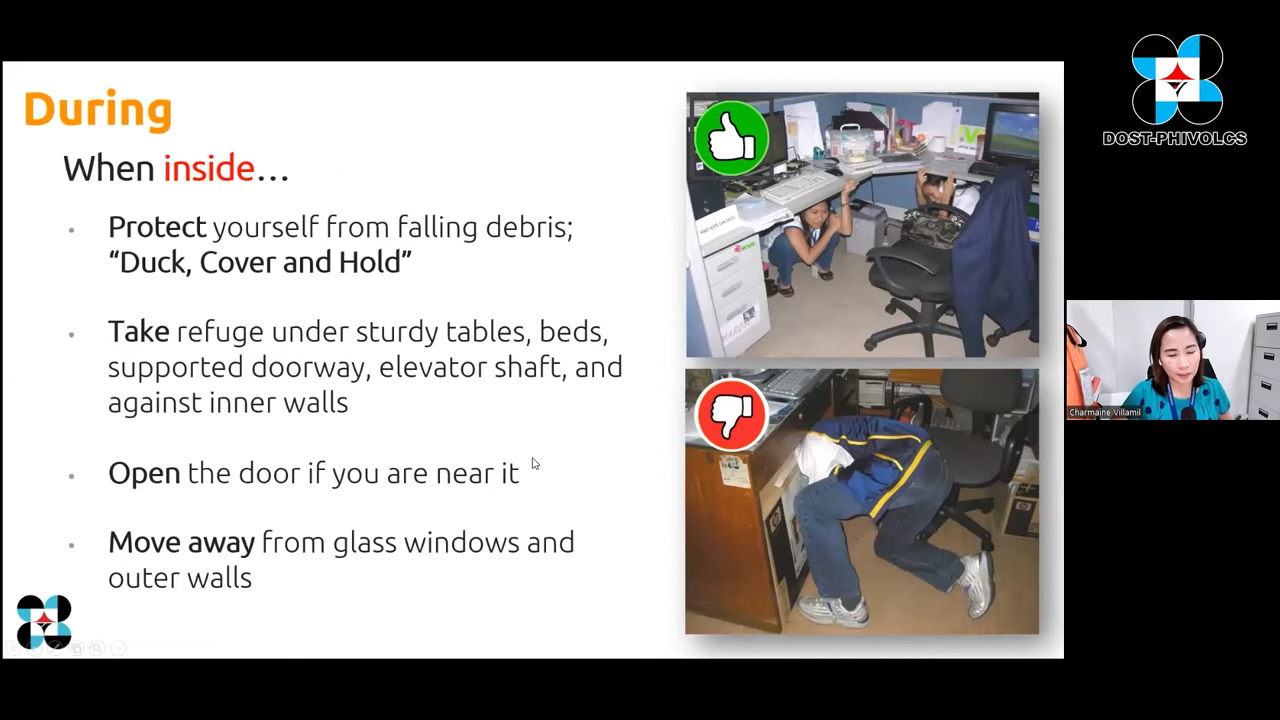 During
When inside...
Protect yourself from falling debris;
“Duck, Cover and Hold”
Take refuge under sturdy tables, beds,
supported doorway, elevator shaft, and
against inner walls
Open the door if you are near it
Move away from glass windows and
outer walls
DOST-PHIVOLCS
Charmaine Villamil